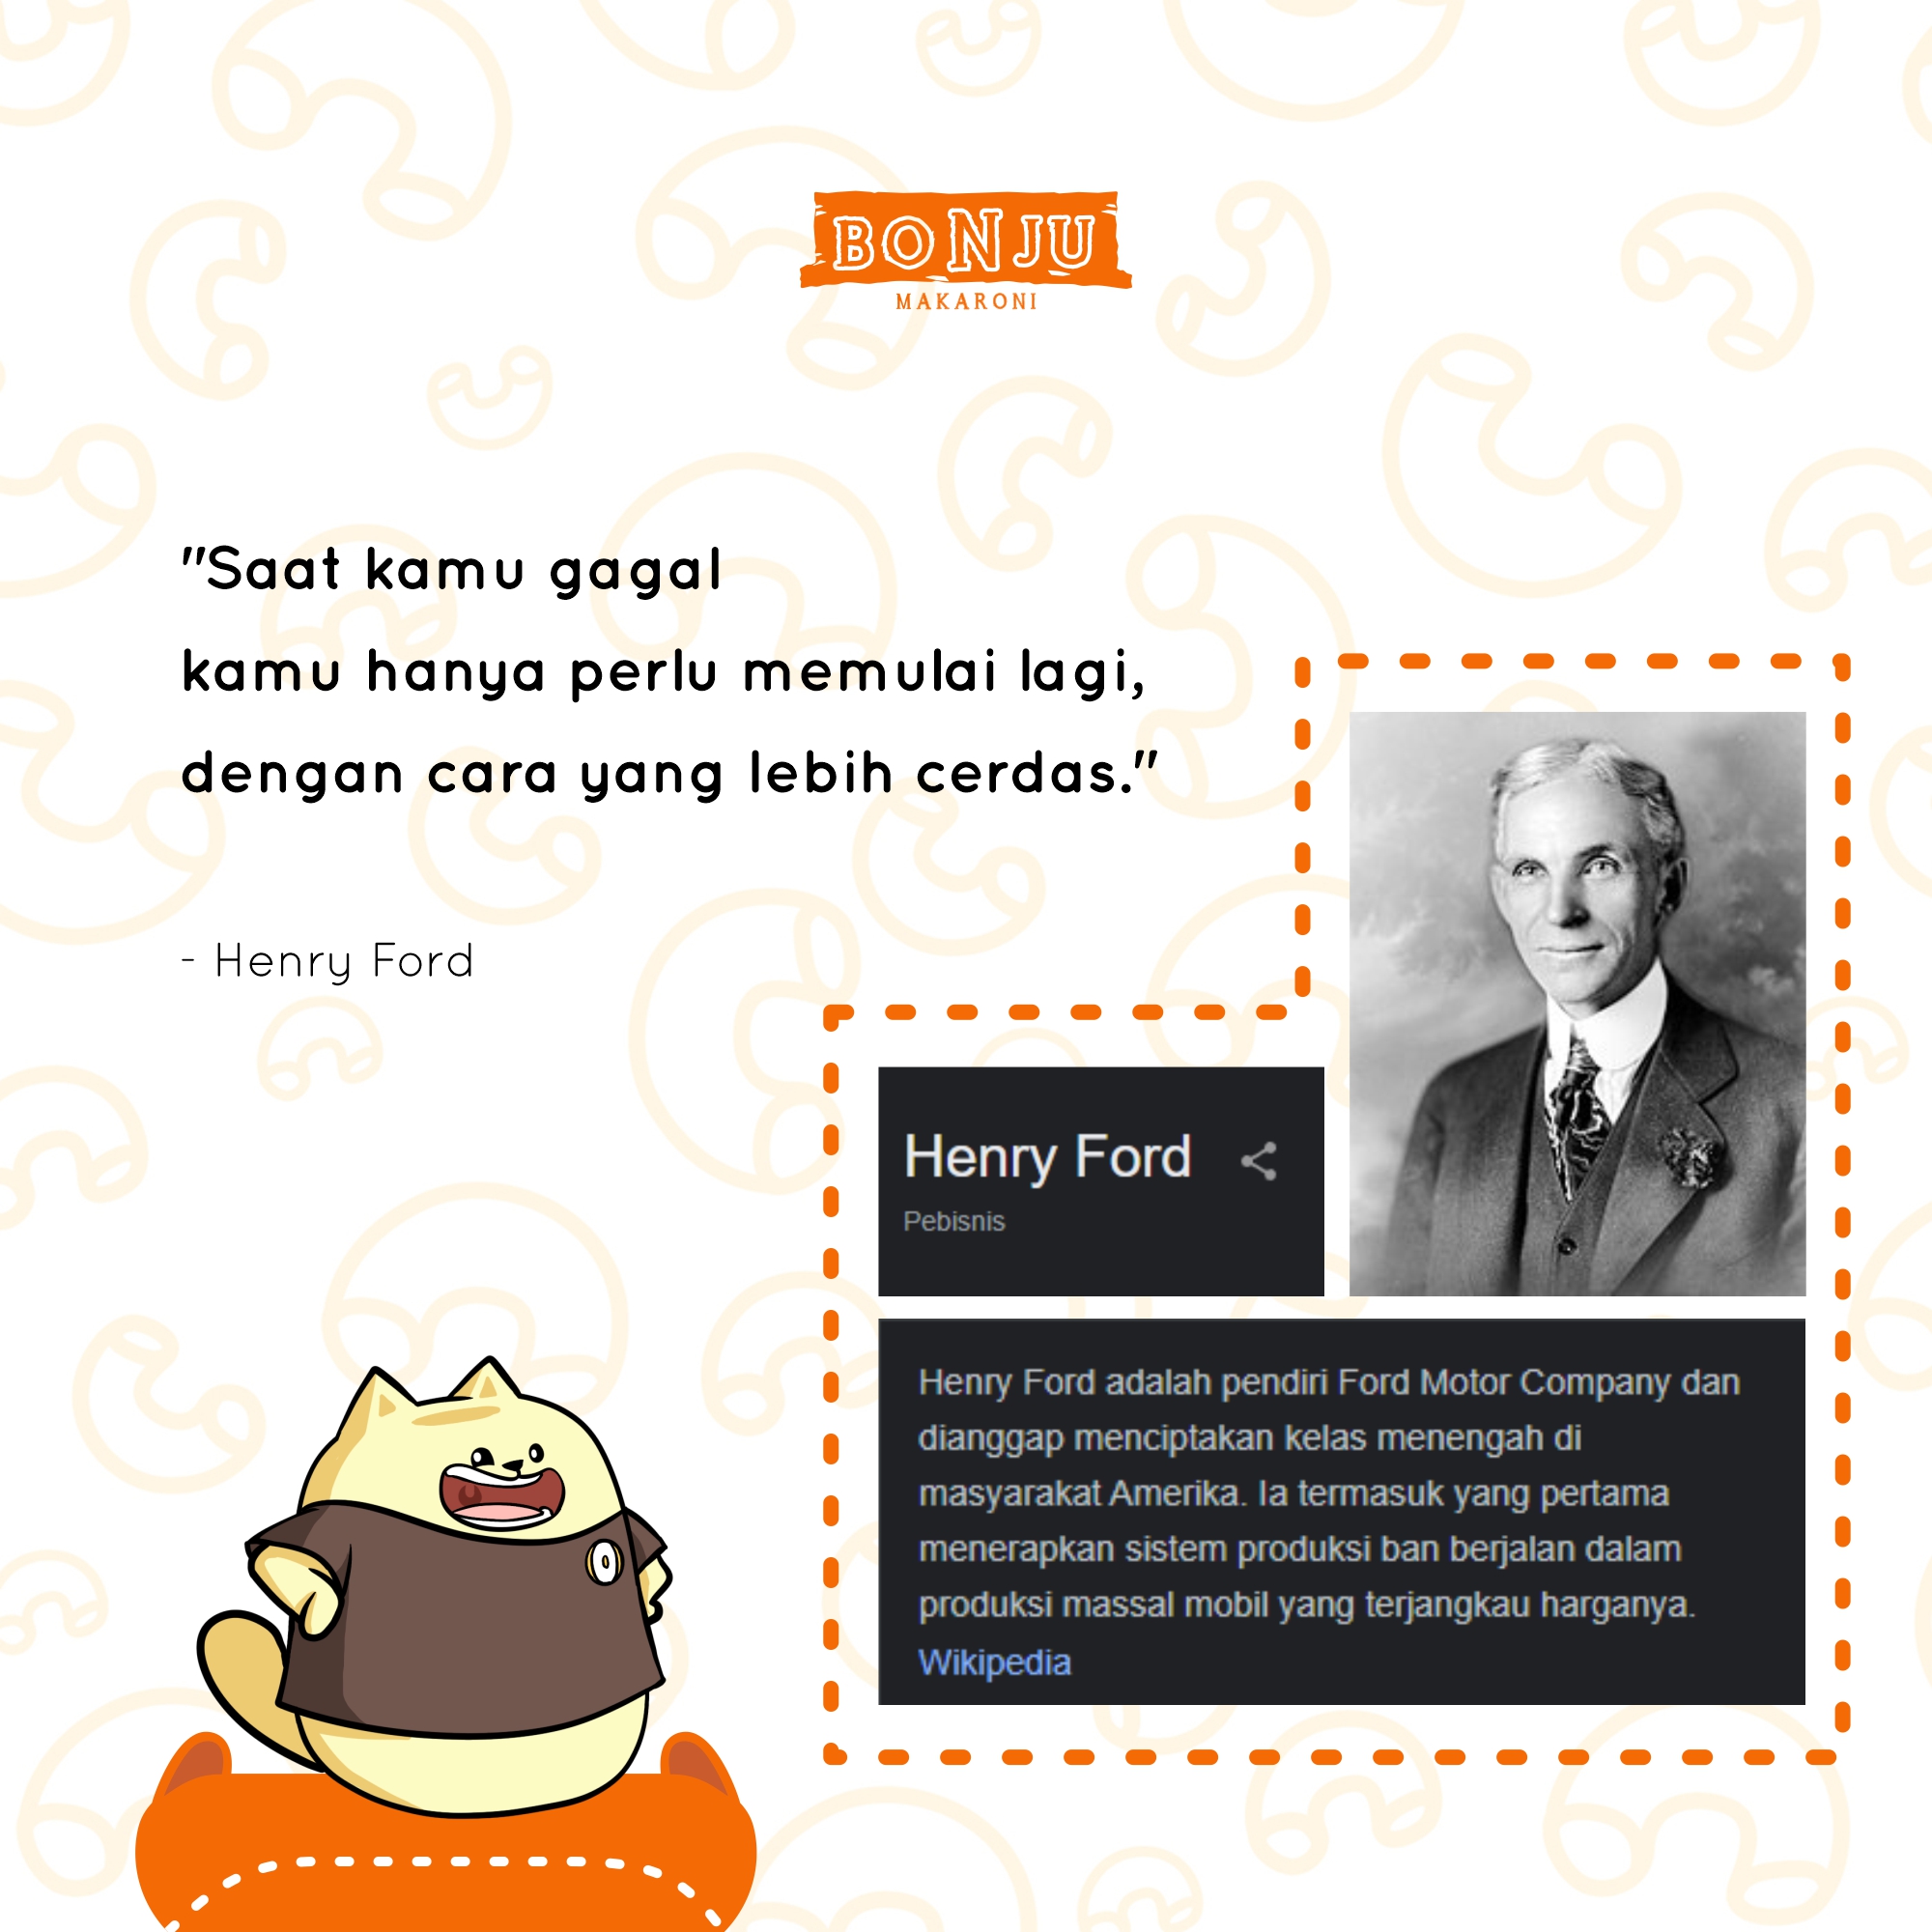 BONJU
MAKARONI
"Saat kamu gagal
kamu hanya perlu memulai lagi,
dengan cara yang lebih cerdas."
- Henry Ford
Henry Ford
Pebisnis
Henry Ford adalah pendiri Ford Motor Company dan
dianggap menciptakan kelas menengah di
masyarakat Amerika. Ia termasuk yang pertama
menerapkan sistem produksi ban berjalan dalam
produksi massal mobil yang terjangkau harganya.
Wikipedia